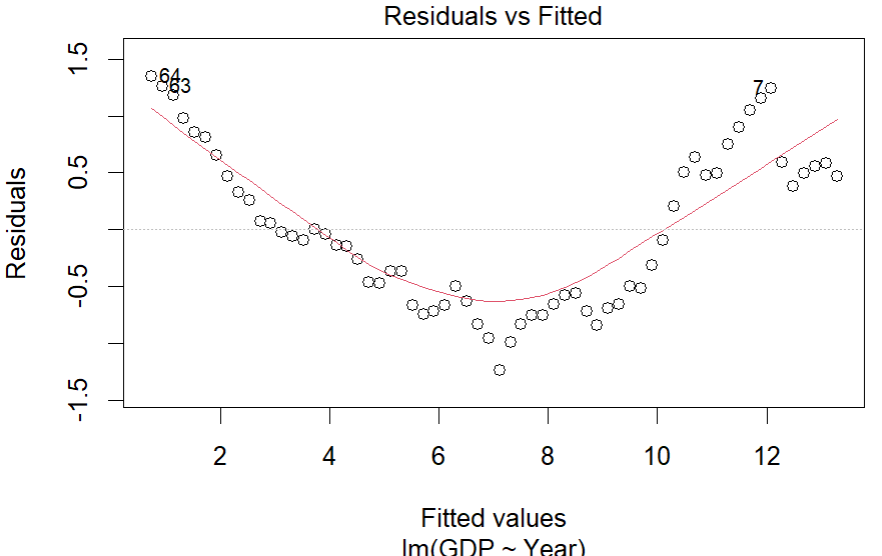 Residuals vs Fitted
1.5
0.5
-0.5
-1.5
Residuals
64
63
7
2 4 6 8 10 12
Fitted values
lm(GDP ~ Year)